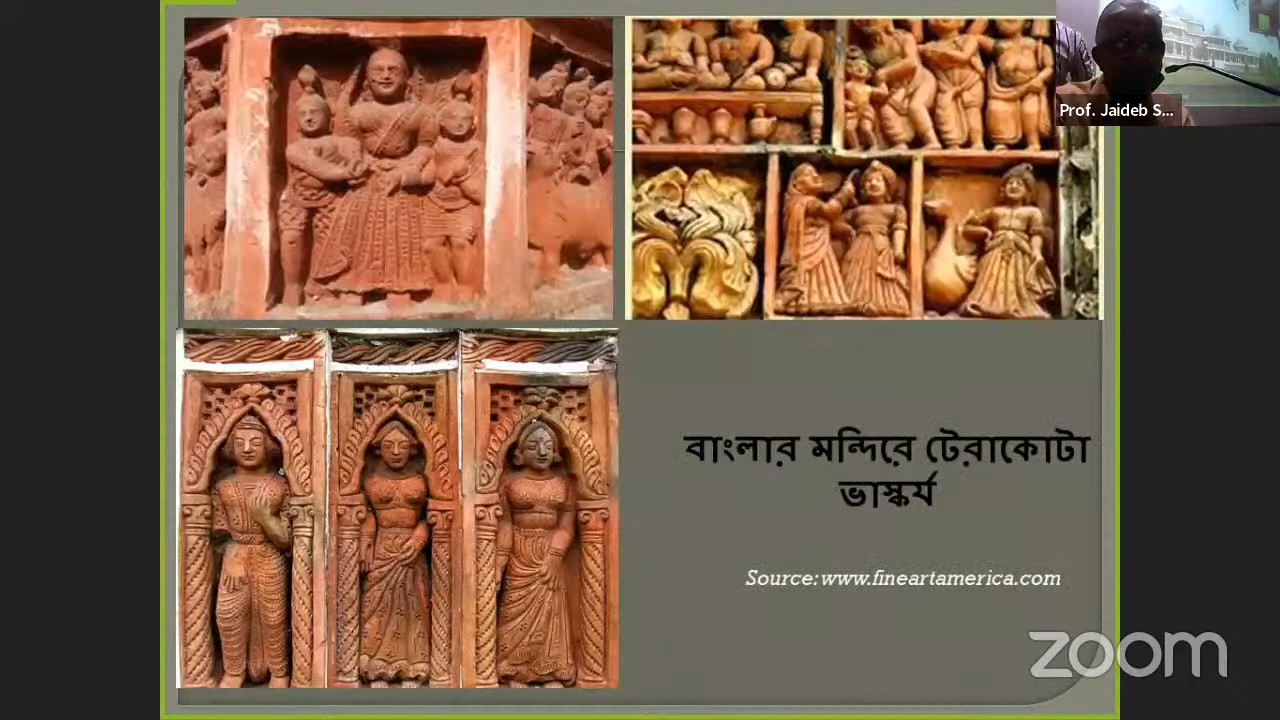 Prof. Jaideb S...
বাংলার মন্দিরে টেরাকোটা
ভাস্কর্য
Source: www.fineartamerica.com
zoom